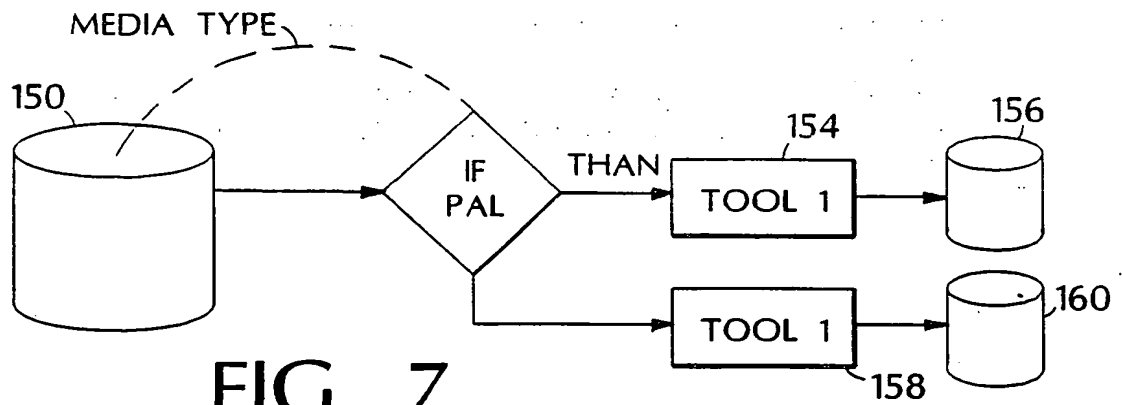 MEDIA TYPE
150
IF
PAL
THAN
154
TOOL 1
156
TOOL 1
158
160
FIG. 7